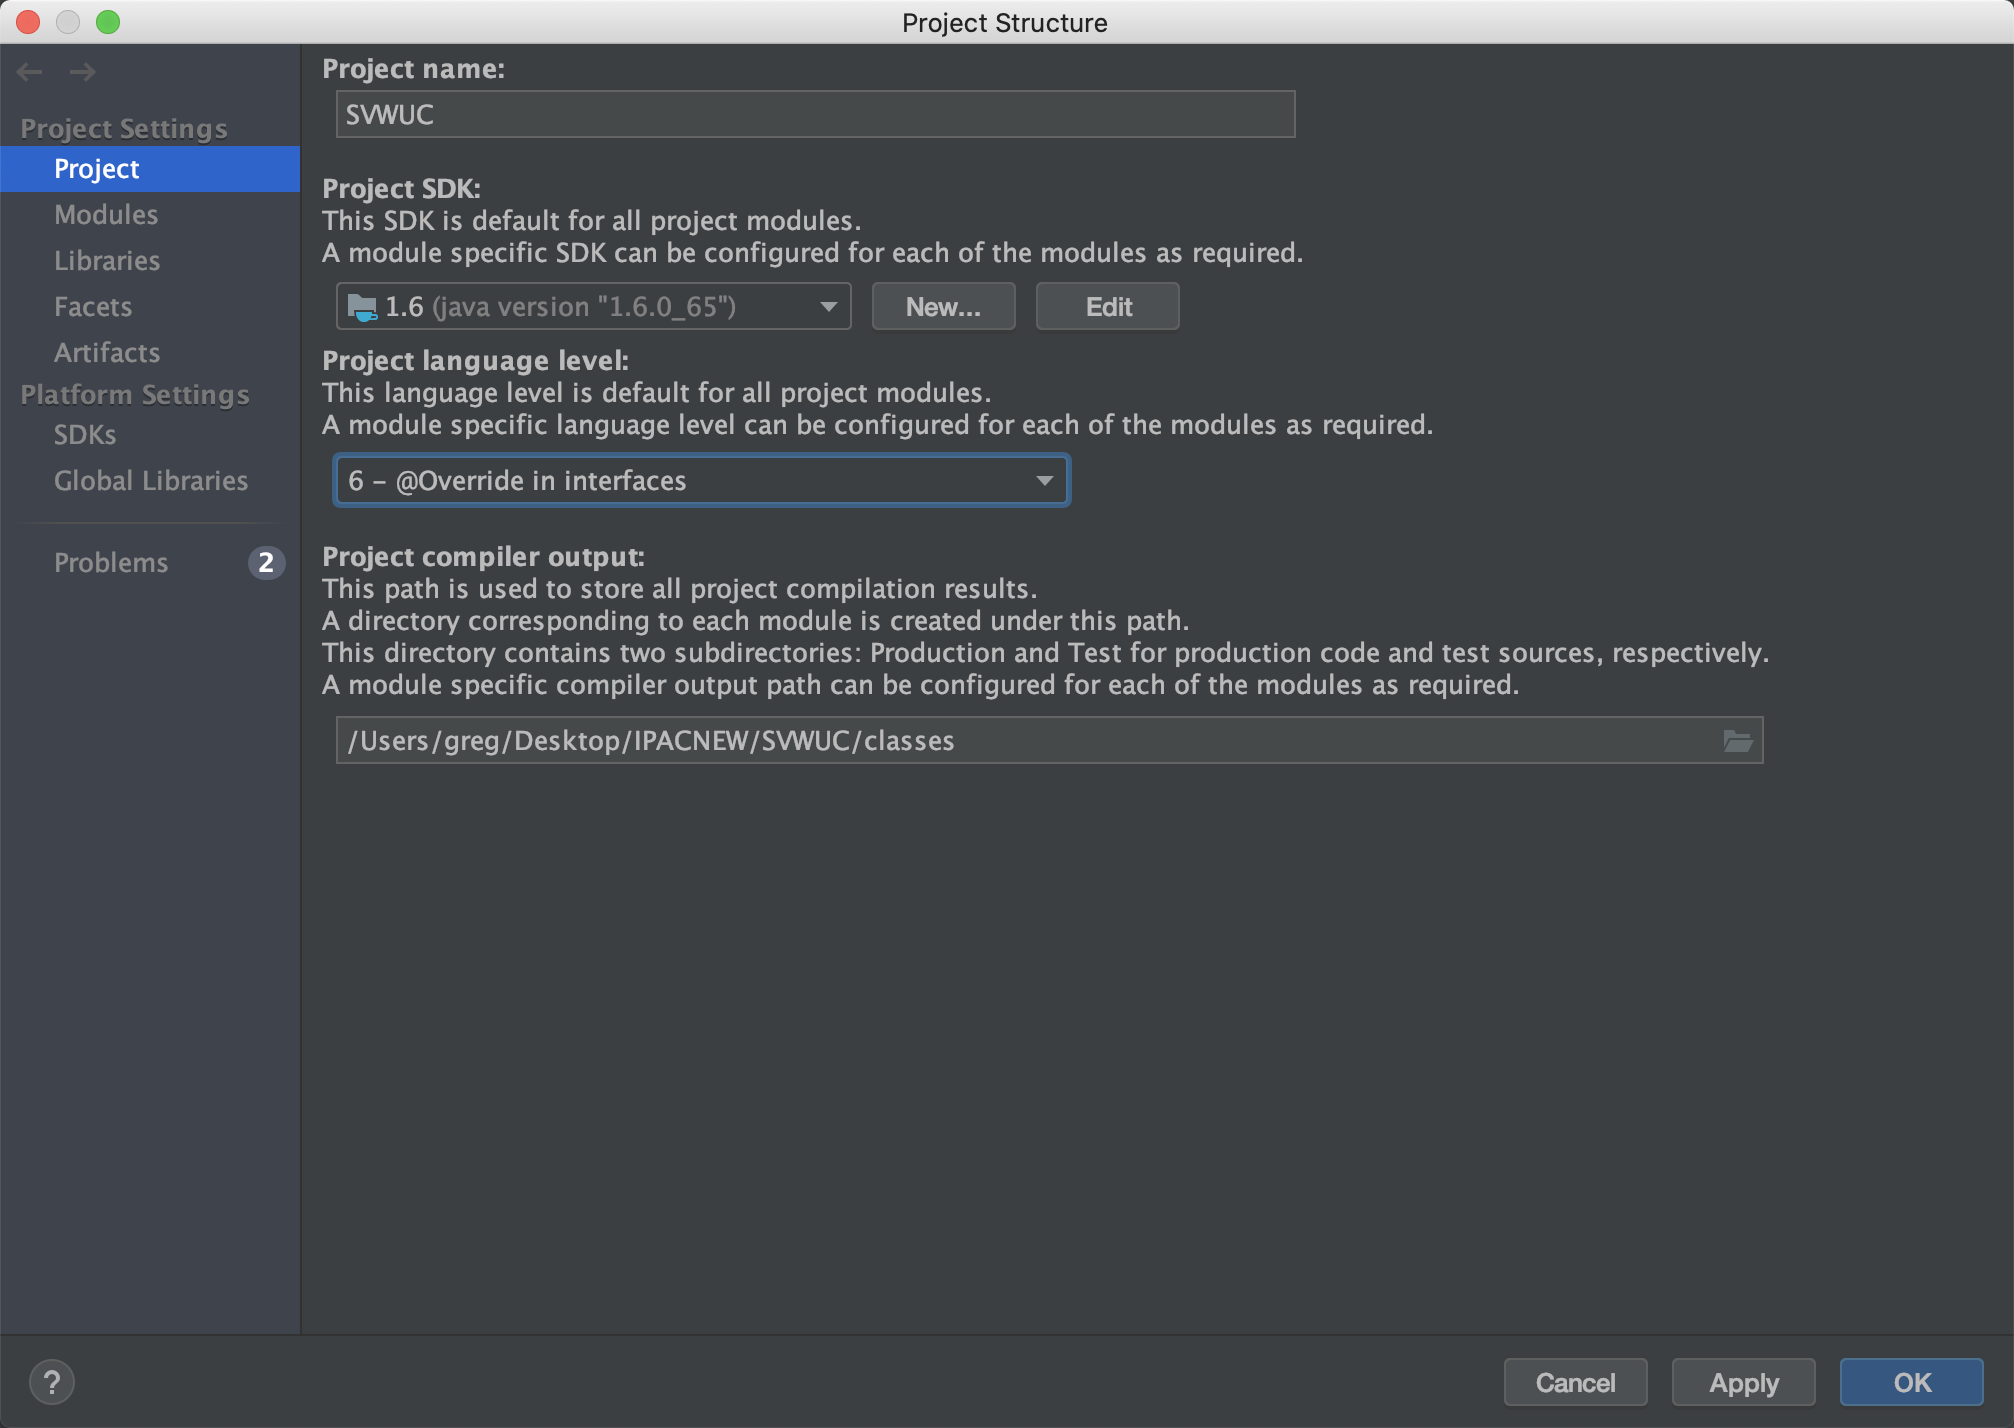 Project Structure
Project Settings
Project
Modules
Libraries
Facets
Artifacts
Platform Settings
SDKs
Global Libraries
Problems 2
Project name:
SVWUC
Project SDK:
This SDK is default for all project modules.
A module specific SDK can be configured for each of the modules as required.
1.6 (java version "1.6.0_65")
New...
Edit
Project language level:
This language level is default for all project modules.
A module specific language level can be configured for each of the modules as required.
6 – @Override in interfaces
Project compiler output:
This path is used to store all project compilation results.
A directory corresponding to each module is created under this path.
This directory contains two subdirectories: Production and Test for production code and test sources, respectively.
A module specific compiler output path can be configured for each of the modules as required.
/Users/greg/Desktop/IPACNEW/SVWUC/classes
?
Cancel
Apply
OK